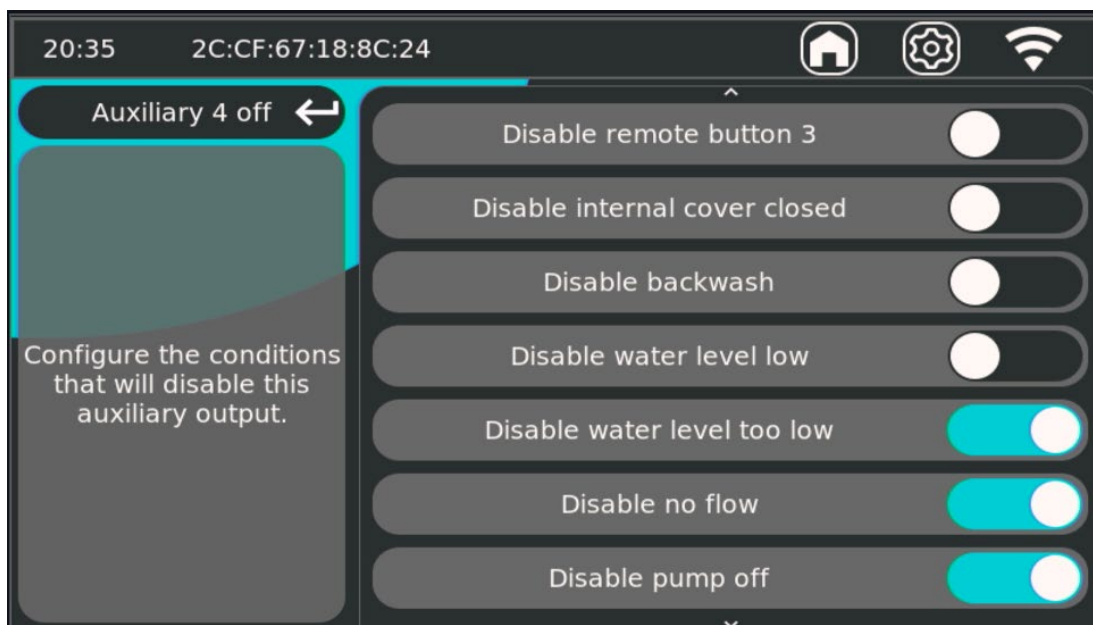 20:35 2C:CF:67:18:8C:24
Auxiliary 4 off
Configure the conditions
that will disable this
auxiliary output.
Disable remote button 3
Disable internal cover closed
Disable backwash
Disable water level low
Disable water level too low
Disable no flow
Disable pump off